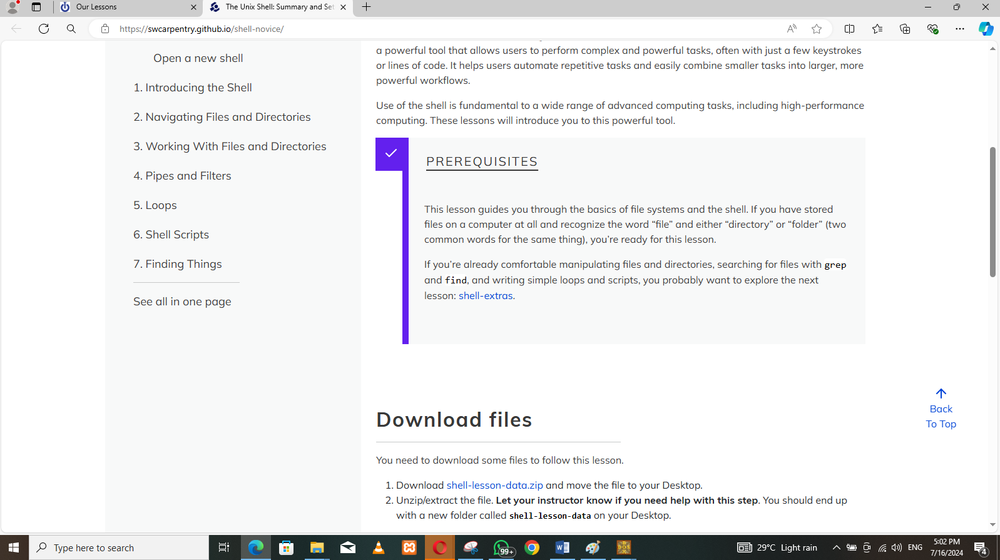 Our Lessons
The Unix Shell: Summary and Set
https://swcarpentry.github.io/shell-novice/
Open a new shell
1. Introducing the Shell
2. Navigating Files and Directories
3. Working With Files and Directories
4. Pipes and Filters
5. Loops
6. Shell Scripts
7. Finding Things
See all in one page
a powerful tool that allows users to perform complex and powerful tasks, often with just a few keystrokes
or lines of code. It helps users automate repetitive tasks and easily combine smaller tasks into larger, more
powerful workflows.
Use of the shell is fundamental to a wide range of advanced computing tasks, including high-performance
computing. These lessons will introduce you to this powerful tool.
PREREQUISITES
This lesson guides you through the basics of file systems and the shell. If you have stored
files on a computer at all and recognize the word “file” and either “directory” or “folder” (two
common words for the same thing), you’re ready for this lesson.
If you’re already comfortable manipulating files and directories, searching for files with grep
and find, and writing simple loops and scripts, you probably want to explore the next
lesson: shell-extras.
Download files
You need to download some files to follow this lesson.
1. Download shell-lesson-data.zip and move the file to your Desktop.
2. Unzip/extract the file. Let your instructor know if you need help with this step. You should end up
with a new folder called shell-lesson-data on your Desktop.
Back
To Top
Type here to search
99+
DOS
29°C Light rain
ENG
5:02 PM
7/16/2024
4